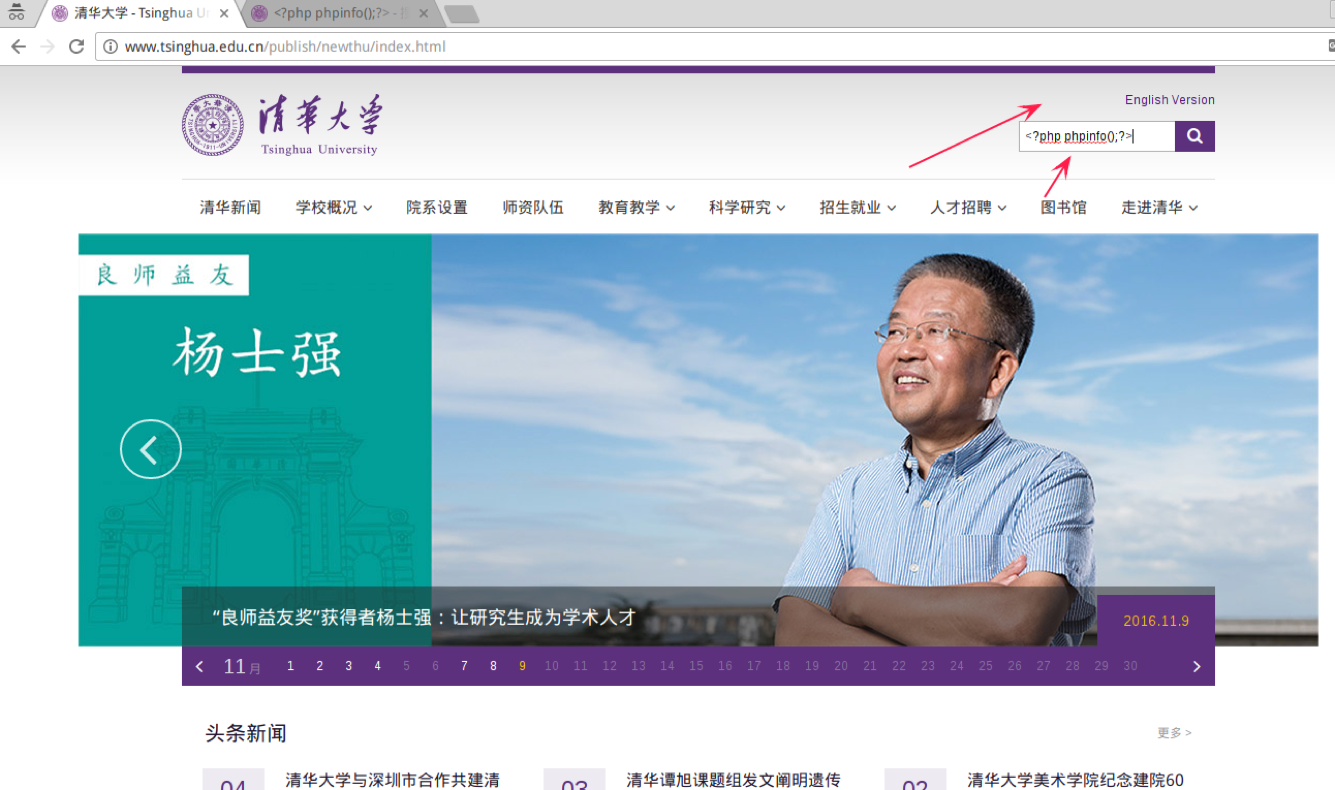 清华大学 - Tsinghua Un
<?php phpinfo();?> -
www.tsinghua.edu.cn/publish/newthu/index.html
清華大学
Tsinghua University
English Version
<?php phpinfo();?>
清华新闻 学校概况 院系设置 师资队伍 教育教学 科学研究 招生就业 人才招聘 图书馆 走进清华
良师益友
杨士强
“良师益友奖”获得者杨士强：让研究生成为学术人才
2016.11.9
11月 1 2 3 4 5 6 7 8 9 10 11 12 13 14 15 16 17 18 19 20 21 22 23 24 25 26 27 28 29 30
头条新闻
更多 >
04 清华大学与深圳市合作共建清
03 清华谭旭课题组发文阐明遗传
02 清华大学美术学院纪念建院60